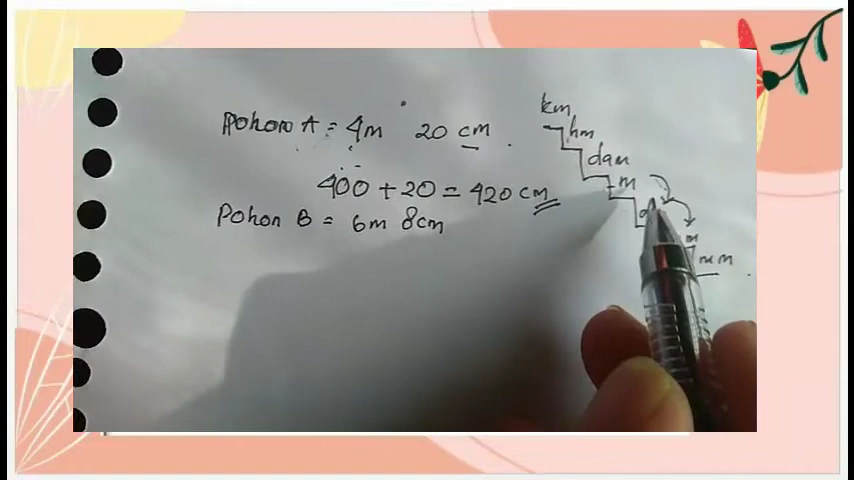 Pohon A = 4m 20 cm
400 + 20 = 420 cm
Pohon B = 6m 8cm
km
hm
dam
m
mm